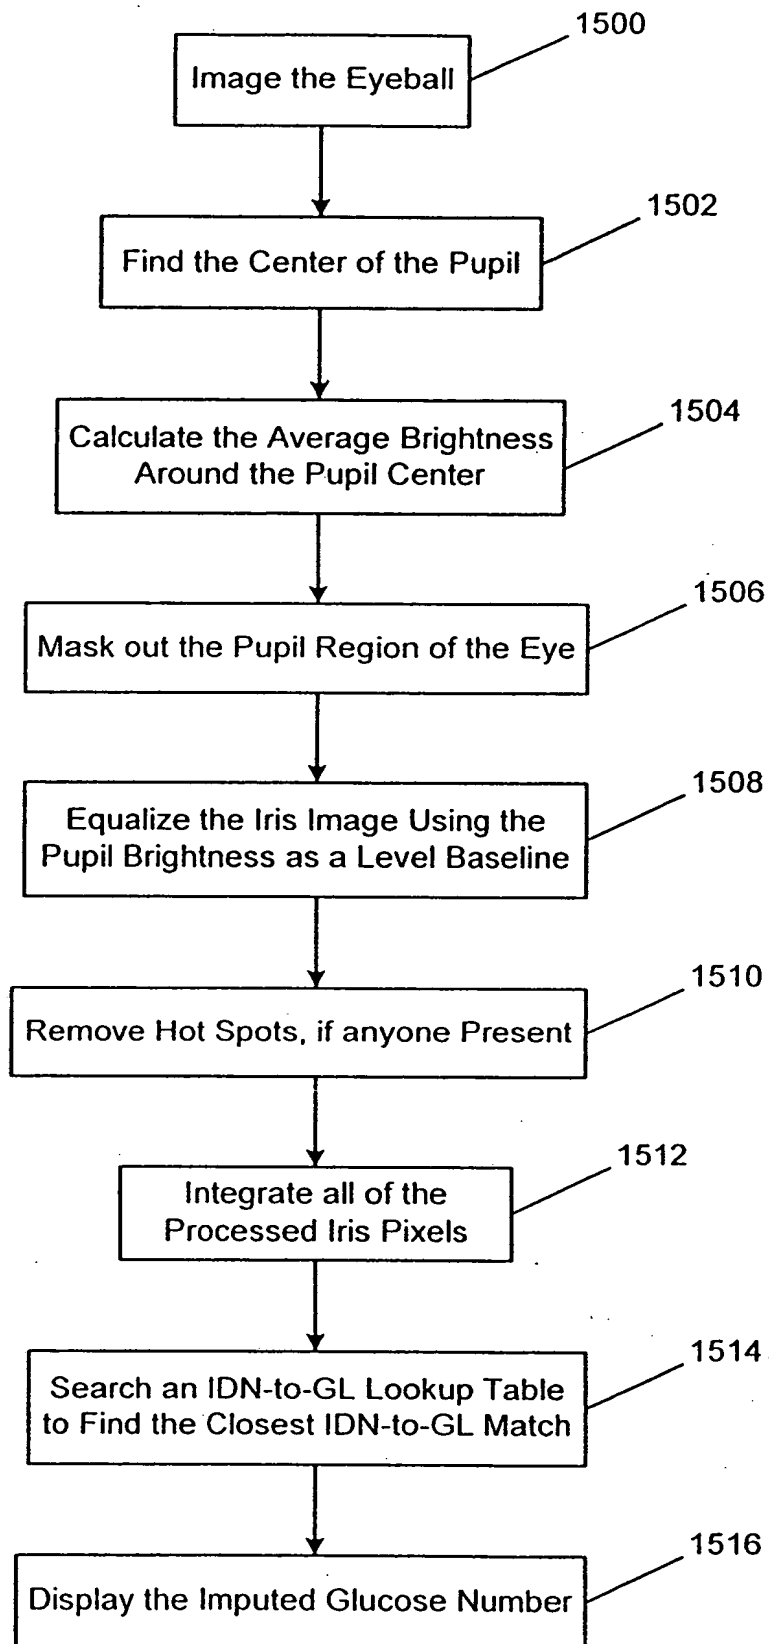 1500
Image the Eyeball
1502
Find the Center of the Pupil
1504
Calculate the Average Brightness
Around the Pupil Center
1506
Mask out the Pupil Region of the Eye
1508
Equalize the Iris Image Using the
Pupil Brightness as a Level Baseline
1510
Remove Hot Spots, if anyone Present
1512
Integrate all of the
Processed Iris Pixels
1514
Search an IDN-to-GL Lookup Table
to Find the Closest IDN-to-GL Match
1516
Display the Imputed Glucose Number